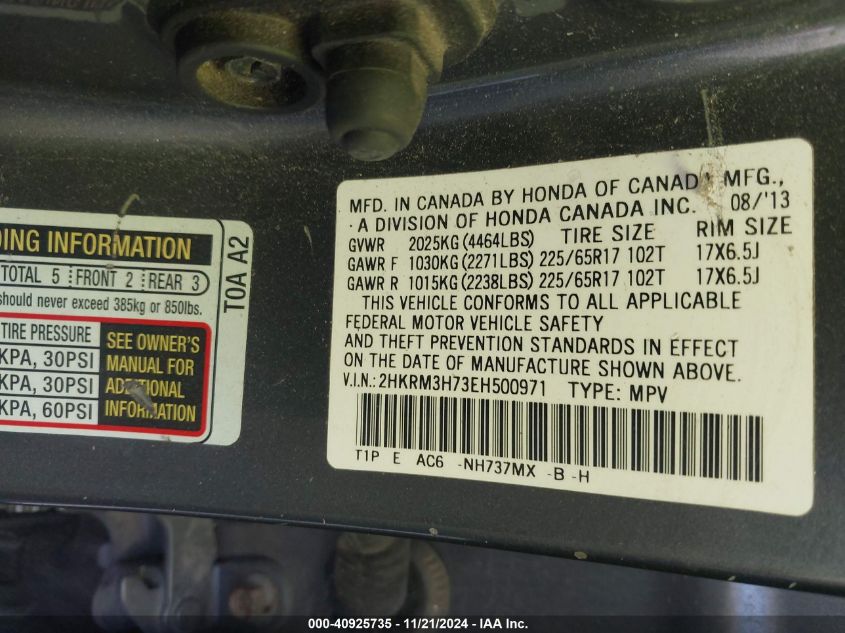 DING INFORMATION
TOTAL 5 FRONT 2 REAR 3
should never exceed 385kg or 850lbs.
TIRE PRESSURE
KPA, 30PSI
KPA, 30PSI
KPA, 60PSI
SEE OWNER'S
MANUAL FOR
ADDITIONAL
INFORMATION
T0A A2
MFD. IN CANADA BY HONDA OF CANADA MFG.,
A DIVISION OF HONDA CANADA INC. 08/'13
GVWR 2025KG(4464LBS) TIRE SIZE RIM SIZE
GAWR F 1030KG(2271LBS) 225/65R17 102T 17X6.5J
GAWR R 1015KG(2238LBS) 225/65R17 102T 17X6.5J
THIS VEHICLE CONFORMS TO ALL APPLICABLE
FEDERAL MOTOR VEHICLE SAFETY
AND THEFT PREVENTION STANDARDS IN EFFECT
ON THE DATE OF MANUFACTURE SHOWN ABOVE.
V.I.N.: 2HKRM3H73EH500971 TYPE: MPV
T1P E AC6 -NH737MX -B -H
000-40925735 - 11/21/2024 - IAA Inc.